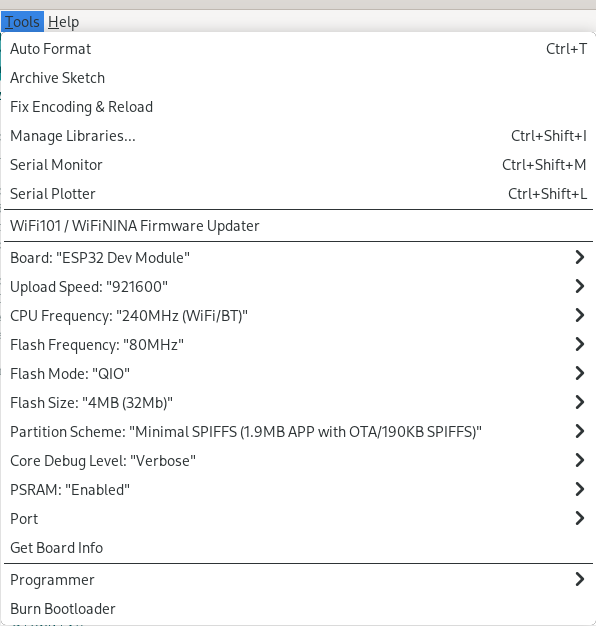 Tools Help
Auto Format Ctrl+T
Archive Sketch
Fix Encoding & Reload
Manage Libraries... Ctrl+Shift+I
Serial Monitor Ctrl+Shift+M
Serial Plotter Ctrl+Shift+L
WiFi101 / WiFiNINA Firmware Updater
Board: "ESP32 Dev Module"
Upload Speed: "921600"
CPU Frequency: "240MHz (WiFi/BT)"
Flash Frequency: "80MHz"
Flash Mode: "QIO"
Flash Size: "4MB (32Mb)"
Partition Scheme: "Minimal SPIFFS (1.9MB APP with OTA/190KB SPIFFS)"
Core Debug Level: "Verbose"
PSRAM: "Enabled"
Port
Get Board Info
Programmer
Burn Bootloader